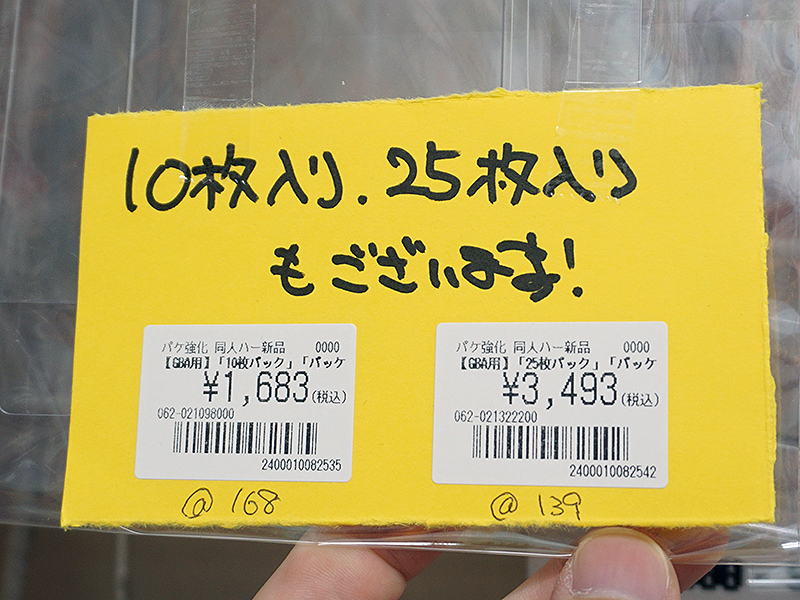 10枚入り.25枚入り
もございます!
パケ強化 同人ハー新品 0000
【GBA用】「10枚パック」「パッケ
¥1,683(税込)
062-021098000
2400010082535
@168
パケ強化 同人ハー新品 0000
【GBA用】「25枚パック」「パッケ
¥3,493(税込)
062-021322200
2400010082542
@139